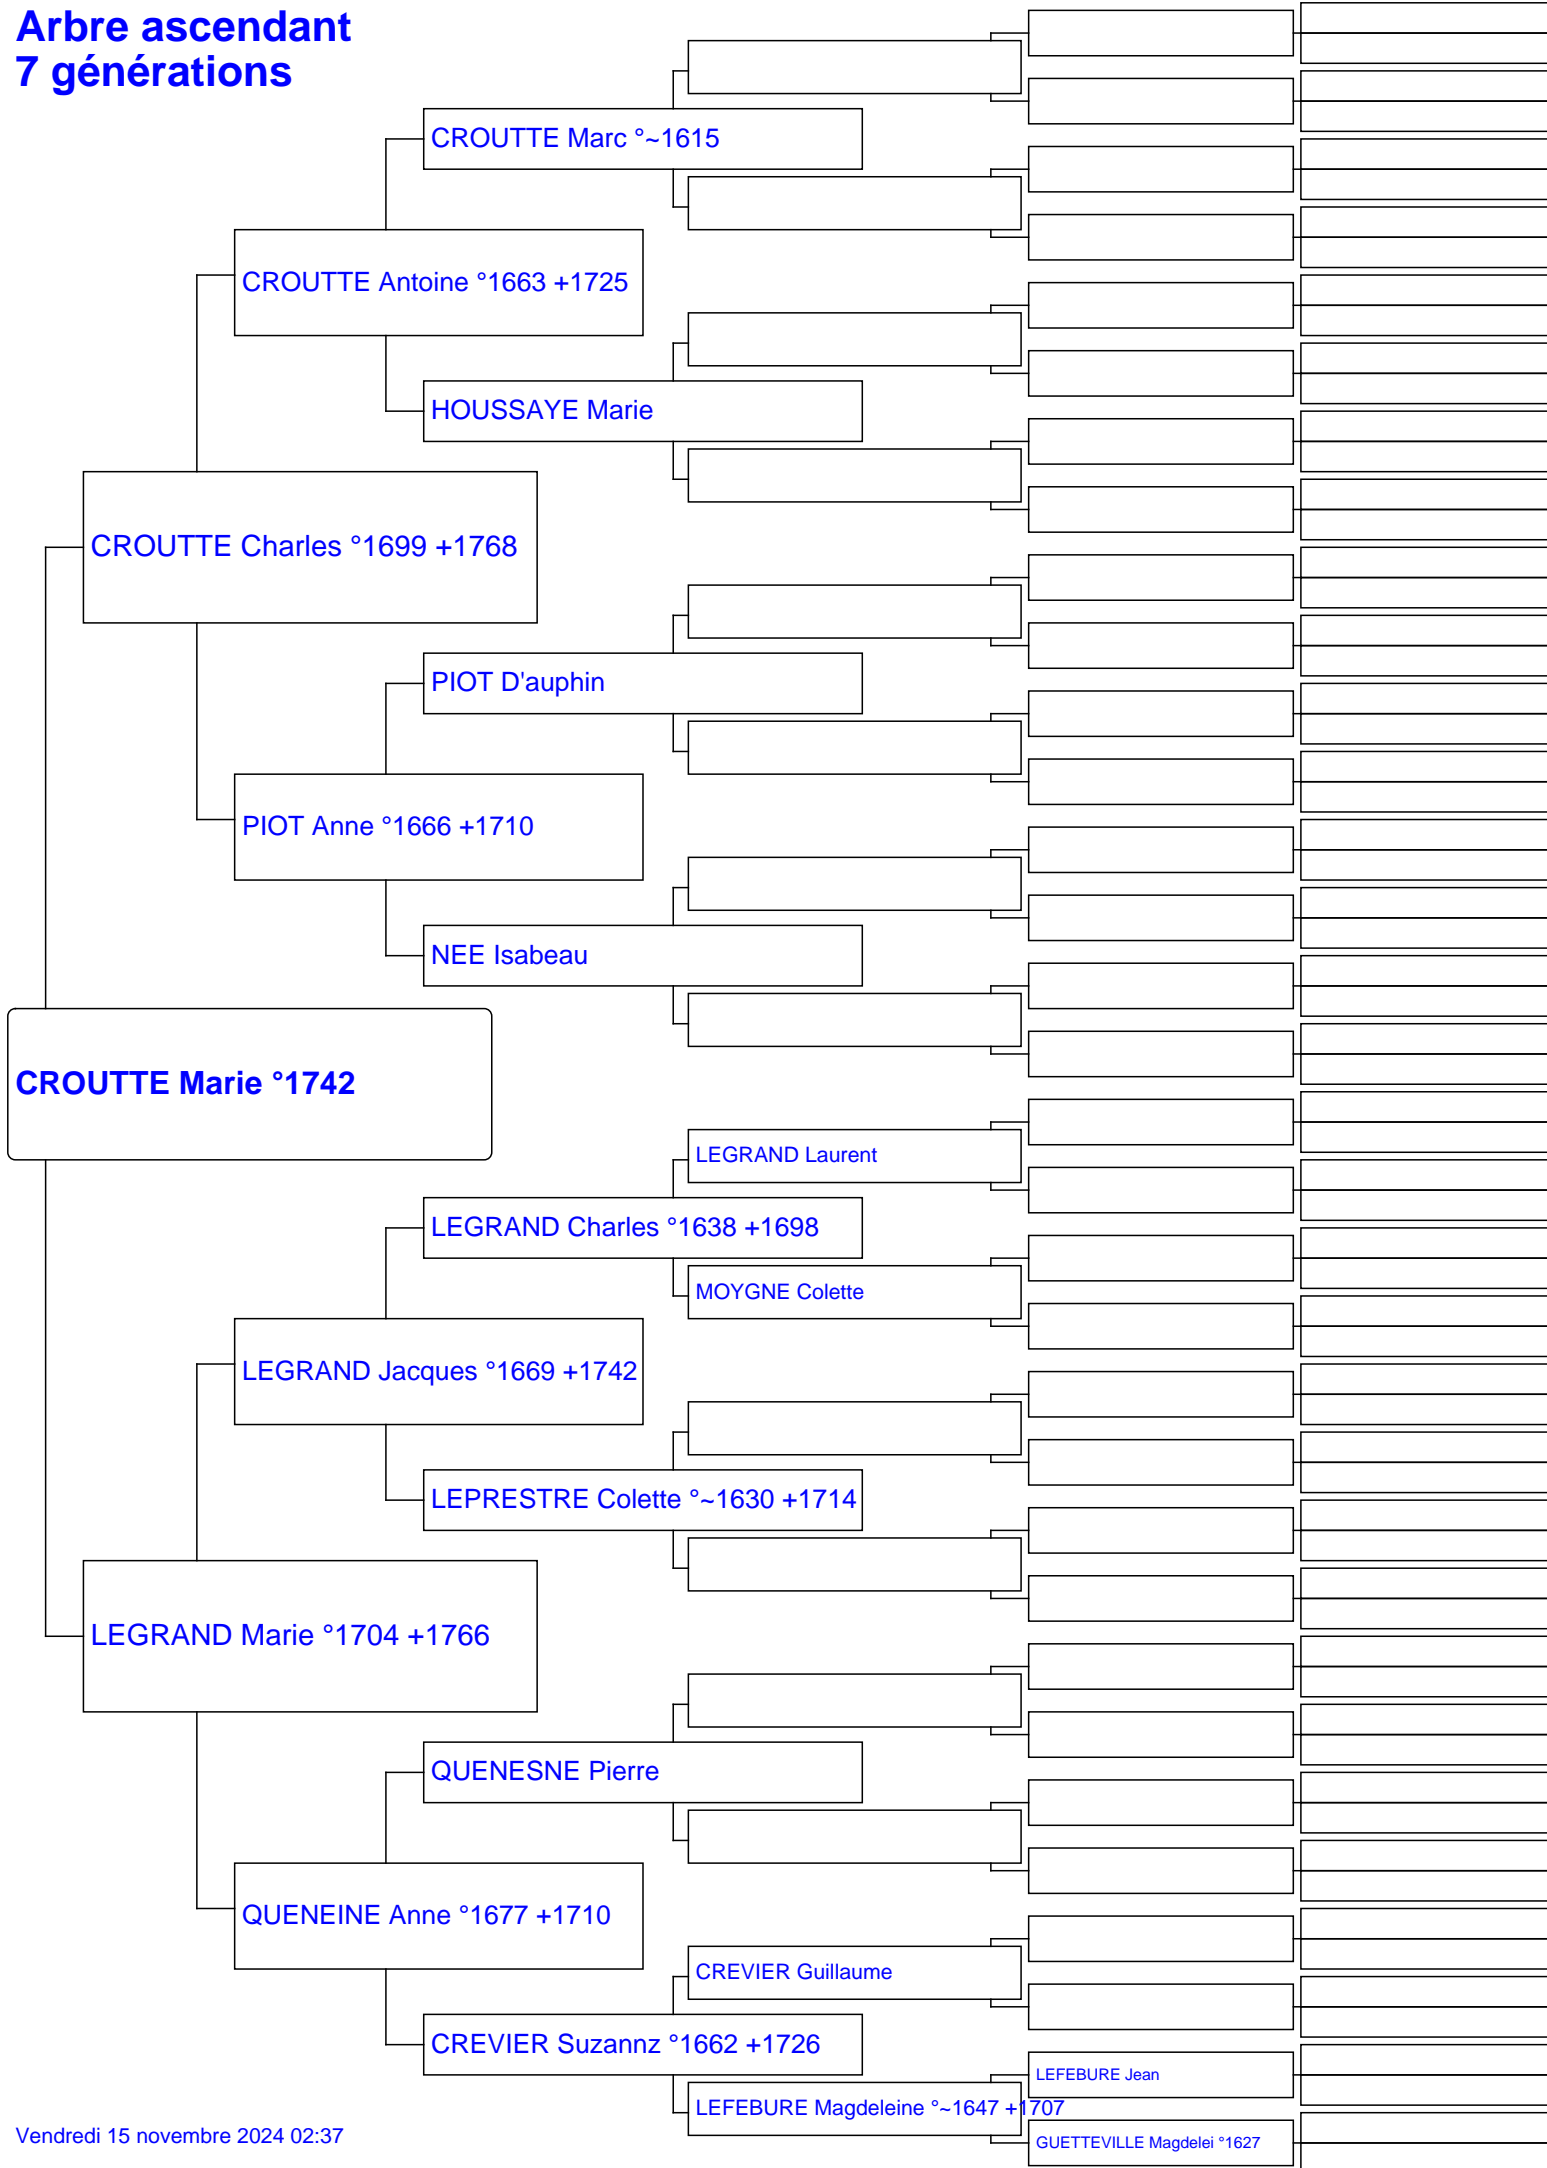 Arbre ascendant
7 générations
CROUTTE Marc °~1615
CROUTTE Antoine °1663 +1725
HOUSSAYE Marie
CROUTTE Charles °1699 +1768
PIOT D'auphin
PIOT Anne °1666 +1710
NEE Isabeau
CROUTTE Marie °1742
LEGRAND Laurent
LEGRAND Charles °1638 +1698
MOYGNE Colette
LEGRAND Jacques °1669 +1742
LEPRESTRE Colette °~1630 +1714
LEGRAND Marie °1704 +1766
QUENESNE Pierre
QUENEINE Anne °1677 +1710
CREVIER Guillaume
CREVIER Suzannz °1662 +1726
LEFEBURE Jean
LEFEBURE Magdeleine °~1647 +1707
GUETTEVILLE Magdelei °1627
Vendredi 15 novembre 2024 02:37